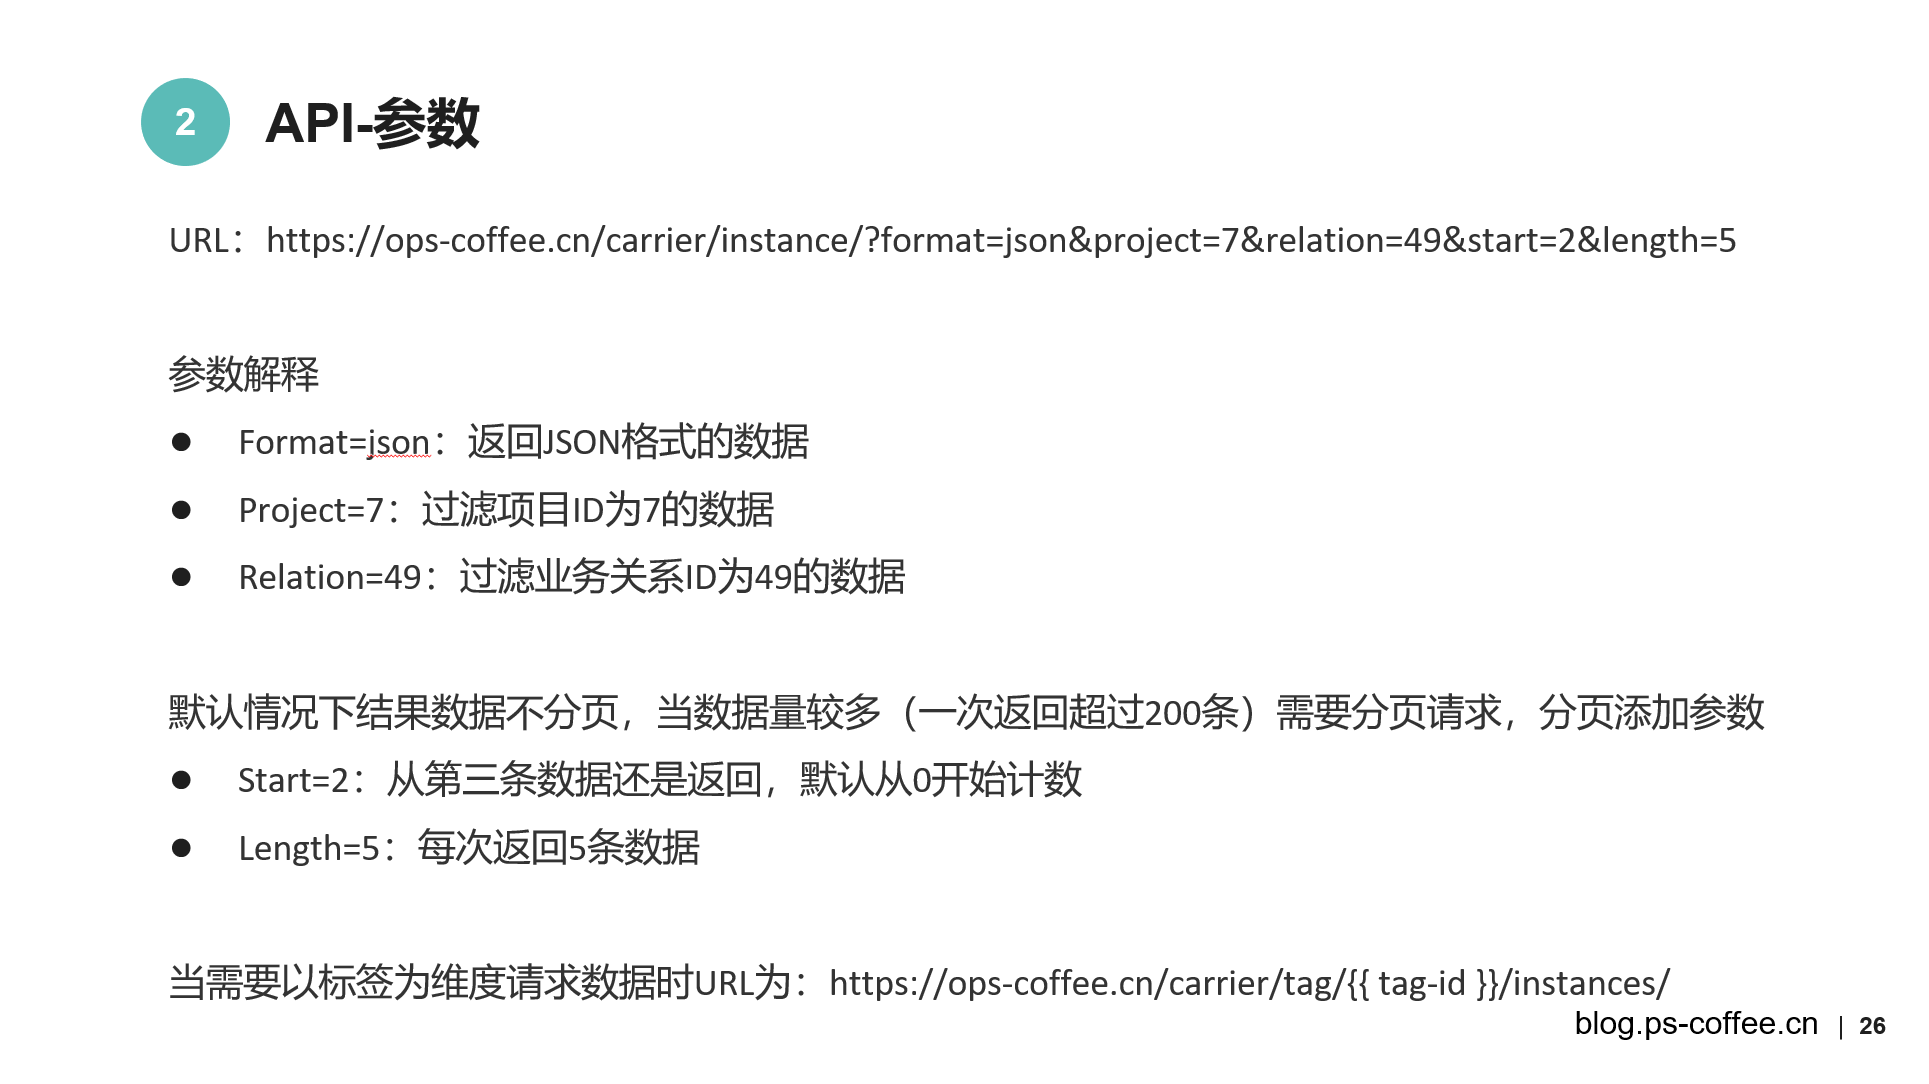 2
API-参数
URL：https://ops-coffee.cn/carrier/instance/?format=json&project=7&relation=49&start=2&length=5
参数解释
● Format=json：返回JSON格式的数据
● Project=7：过滤项目ID为7的数据
● Relation=49：过滤业务关系ID为49的数据
默认情况下结果数据不分页，当数据量较多（一次返回超过200条）需要分页请求，分页添加参数
● Start=2：从第三条数据还是返回，默认从0开始计数
● Length=5：每次返回5条数据
当需要以标签为维度请求数据时URL为：https://ops-coffee.cn/carrier/tag/{{ tag-id }}/instances/
blog.ps-coffee.cn | 26